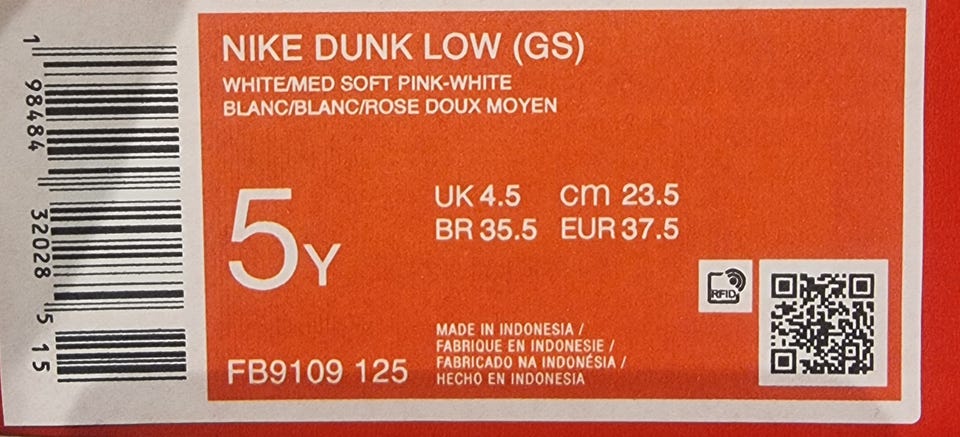 NIKE DUNK LOW (GS)
WHITE/MED SOFT PINK-WHITE
BLANC/BLANC/ROSE DOUX MOYEN
5Y
UK 4.5 cm 23.5
BR 35.5 EUR 37.5
RFID
MADE IN INDONESIA /
FABRIQUE EN INDONESIE /
FABRICADO NA INDONÉSIA /
HECHO EN INDONESIA
FB9109 125
1 98484 32028 5 15